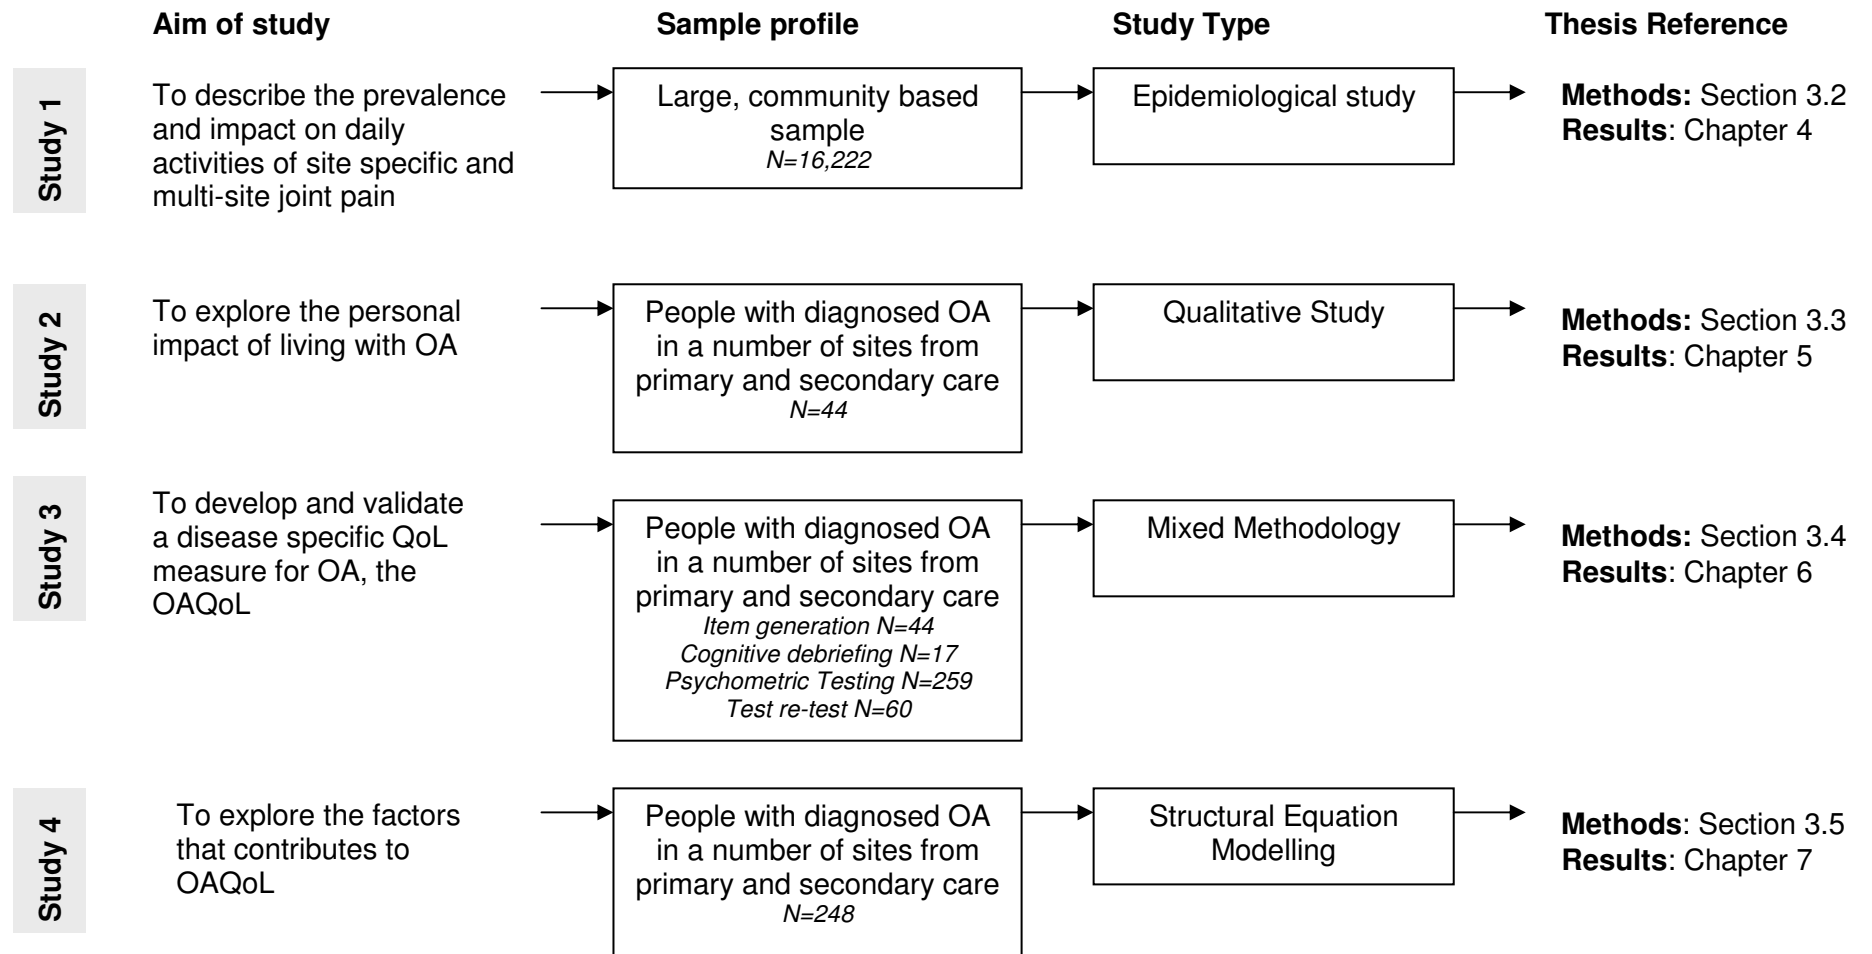 Aim of study
Sample profile
Study Type
Thesis Reference
Study 1
To describe the prevalence
and impact on daily
activities of site specific and
multi-site joint pain
Large, community based
sample
N=16,222
Epidemiological study
Methods: Section 3.2
Results: Chapter 4
Study 2
To explore the personal
impact of living with OA
People with diagnosed OA
in a number of sites from
primary and secondary care
N=44
Qualitative Study
Methods: Section 3.3
Results: Chapter 5
Study 3
To develop and validate
a disease specific QoL
measure for OA, the
OAQoL
People with diagnosed OA
in a number of sites from
primary and secondary care
Item generation N=44
Cognitive debriefing N=17
Psychometric Testing N=259
Test re-test N=60
Mixed Methodology
Methods: Section 3.4
Results: Chapter 6
Study 4
To explore the factors
that contributes to
OAQoL
People with diagnosed OA
in a number of sites from
primary and secondary care
N=248
Structural Equation
Modelling
Methods: Section 3.5
Results: Chapter 7